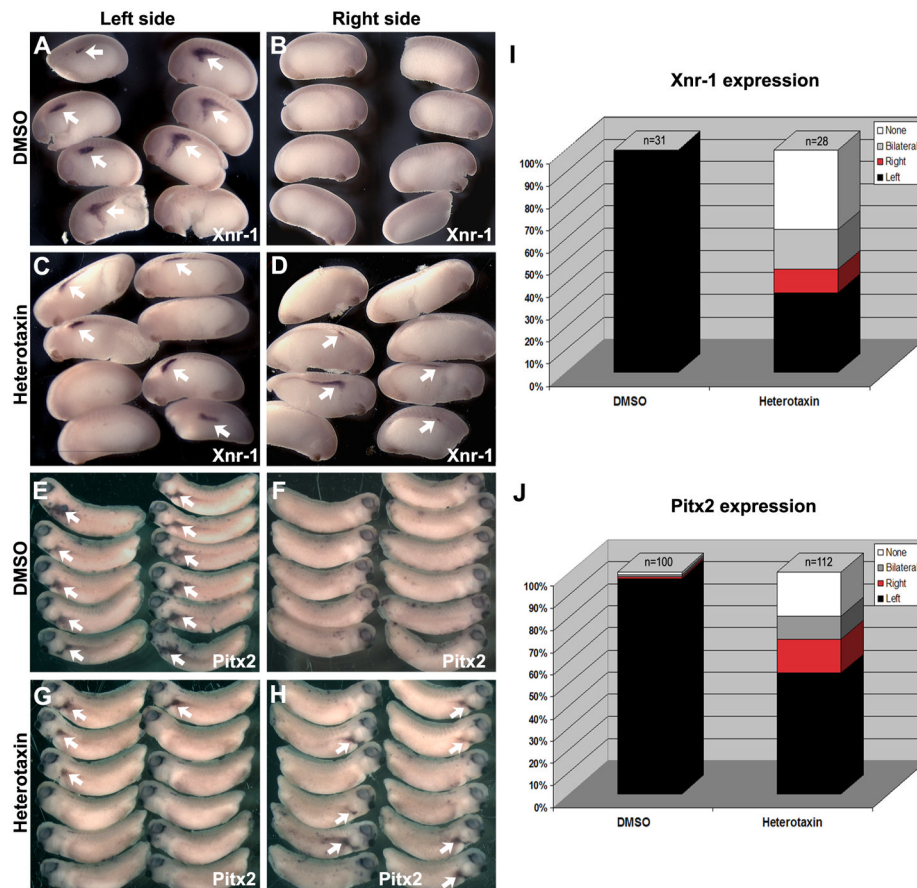 Left side
Right side
A
B
DMSO
Xnr-1
Xnr-1
C
D
Heterotaxin
Xnr-1
Xnr-1
E
F
DMSO
Pitx2
Pitx2
G
H
Heterotaxin
Pitx2
Pitx2
I
Xnr-1 expression
None
Bilateral
Right
Left
n=31
n=28
100%
90%
80%
70%
60%
50%
40%
30%
20%
10%
0%
DMSO
Heterotaxin
J
Pitx2 expression
None
Bilateral
Right
Left
n=100
n=112
100%
90%
80%
70%
60%
50%
40%
30%
20%
10%
0%
DMSO
Heterotaxin